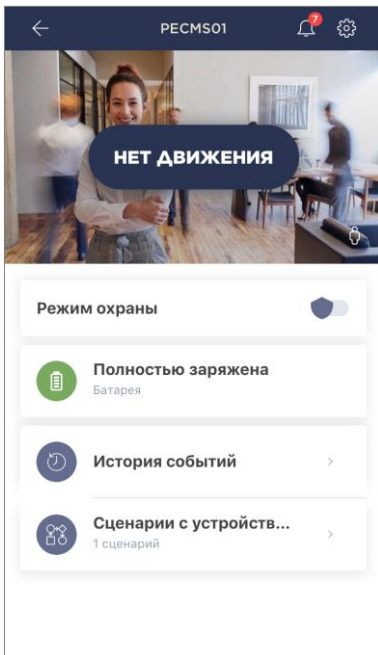 PECMS01
7
НЕТ ДВИЖЕНИЯ
Режим охраны
Полностью заряжена
Батарея
История событий
Сценарии с устройств...
1 сценарий